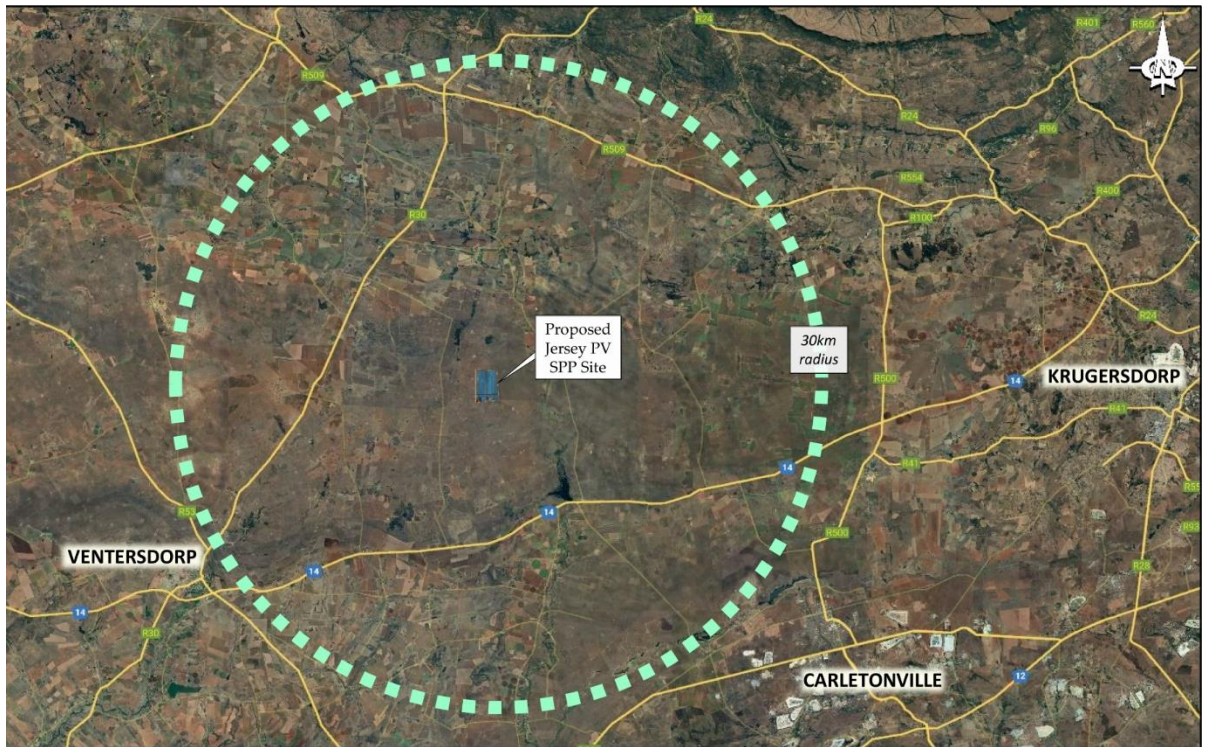 R24
R401
R560
R509
N
R24
R96
R509
R554
R400
R30
R100
R24
Proposed
Jersey PV
SPP Site
30km
radius
R500
14
KRUGERSDORP
R41
R41
14
R53
14
R93
R500
VENTERSDORP
14
R28
14
R30
CARLETONVILLE
12